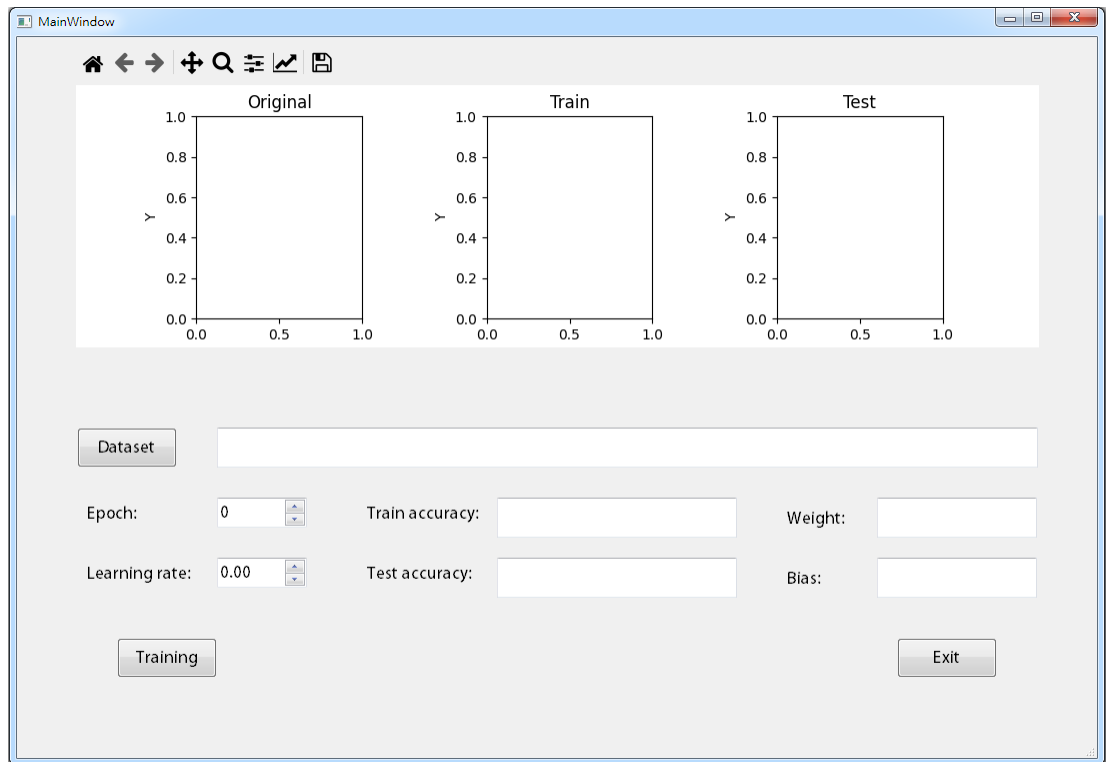 MainWindow
Original Train Test
1.0 1.0 1.0
0.8 0.8 0.8
0.6 0.6 0.6
Y Y Y
0.4 0.4 0.4
0.2 0.2 0.2
0.0 0.0 0.0
0.0 0.5 1.0 0.0 0.5 1.0 0.0 0.5 1.0
Dataset
Epoch: 0 Train accuracy: Weight:
Learning rate: 0.00 Test accuracy: Bias:
Training Exit